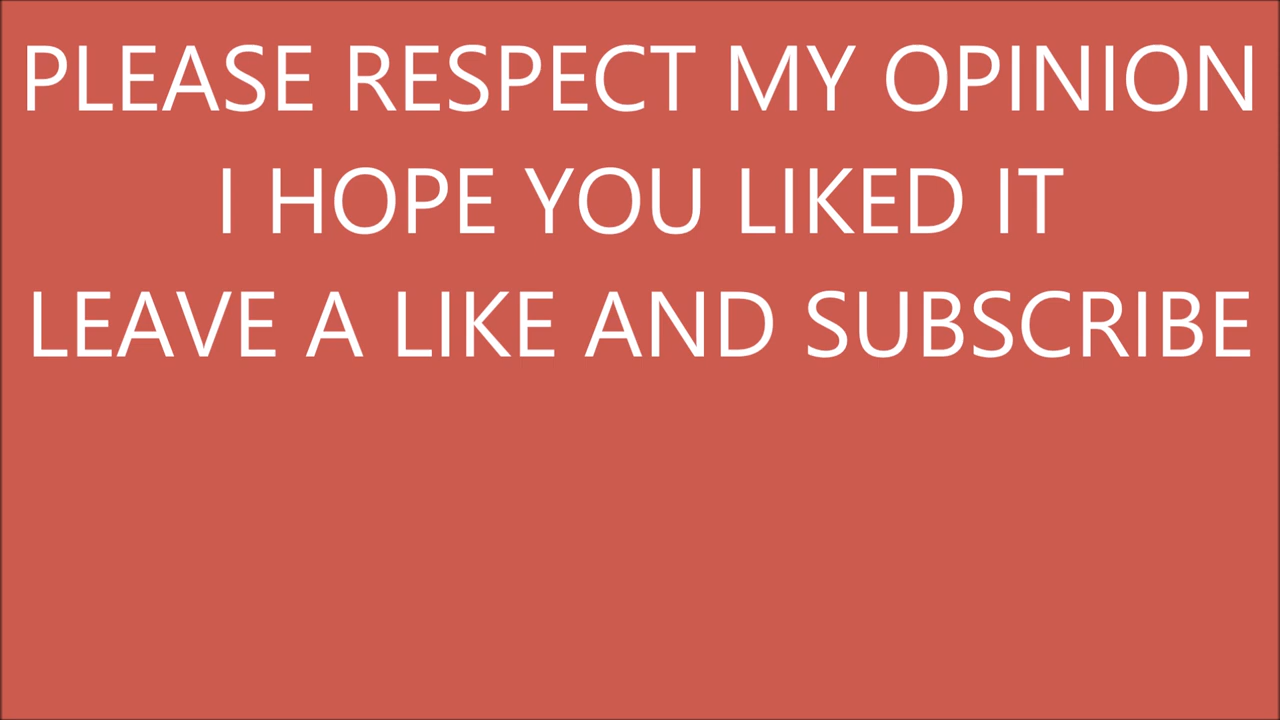 PLEASE RESPECT MY OPINION
I HOPE YOU LIKED IT
LEAVE A LIKE AND SUBSCRIBE